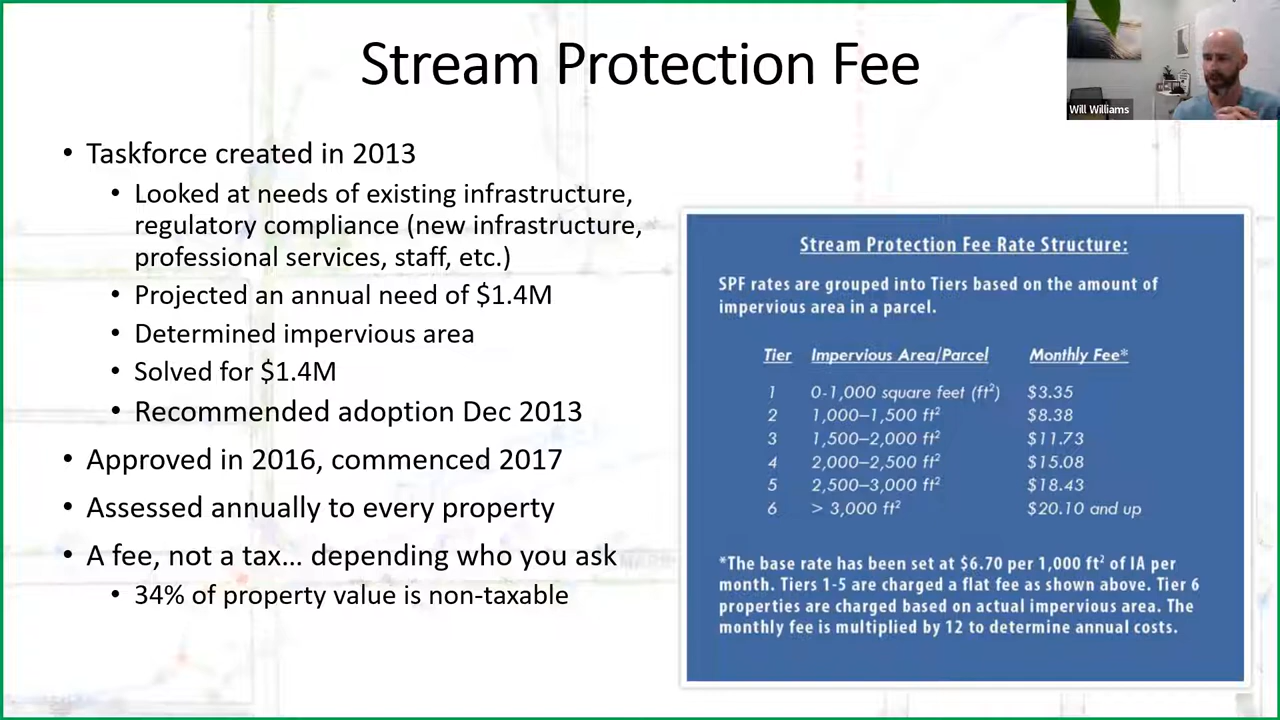 Stream Protection Fee
Will Williams
• Taskforce created in 2013
• Looked at needs of existing infrastructure,
regulatory compliance (new infrastructure,
professional services, staff, etc.)
• Projected an annual need of $1.4M
• Determined impervious area
• Solved for $1.4M
• Recommended adoption Dec 2013
• Approved in 2016, commenced 2017
• Assessed annually to every property
• A fee, not a tax… depending who you ask
• 34% of property value is non-taxable
Stream Protection Fee Rate Structure:
SPF rates are grouped into Tiers based on the amount of
impervious area in a parcel.
Tier Impervious Area/Parcel Monthly Fee*
1 0-1,000 square feet (ft²) $3.35
2 1,000–1,500 ft² $8.38
3 1,500–2,000 ft² $11.73
4 2,000–2,500 ft² $15.08
5 2,500–3,000 ft² $18.43
6 > 3,000 ft² $20.10 and up
*The base rate has been set at $6.70 per 1,000 ft² of IA per
month. Tiers 1-5 are charged a flat fee as shown above. Tier 6
properties are charged based on actual impervious area. The
monthly fee is multiplied by 12 to determine annual costs.